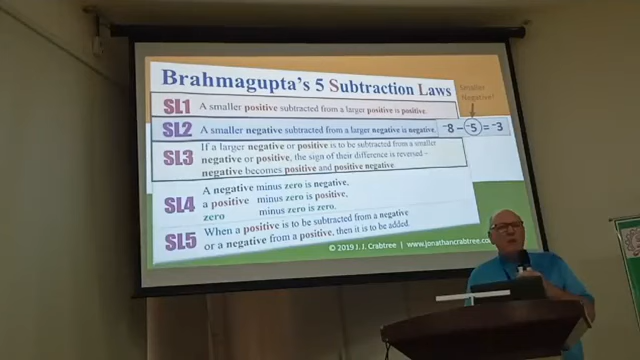 Brahmagupta's 5 Subtraction Laws
Smaller
Negative!
SL1 A smaller positive subtracted from a larger positive is positive.
SL2 A smaller negative subtracted from a larger negative is negative. ⁻8 – ⁻5 = ⁻3
SL3 If a larger negative or positive is to be subtracted from a smaller
negative or positive, the sign of their difference is reversed –
negative becomes positive and positive negative.
SL4 A negative minus zero is negative,
a positive minus zero is positive,
zero minus zero is zero.
SL5 When a positive is to be subtracted from a negative
or a negative from a positive, then it is to be added.
© 2019 J. J. Crabtree | www.jonathancrabtree.co